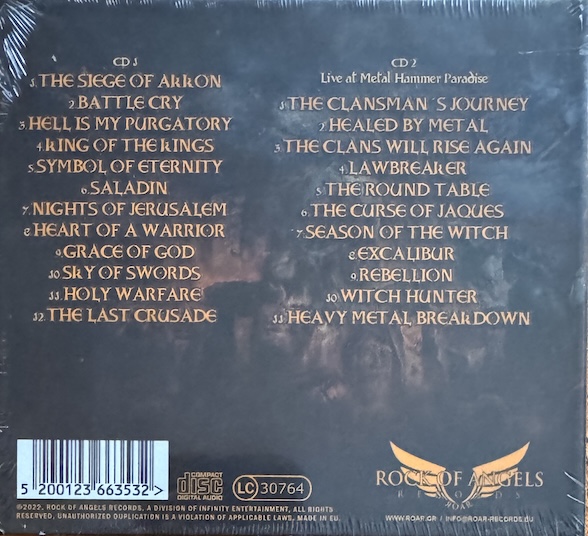 CD 1
1. THE SIEGE OF AKKON
2. BATTLE CRY
3. HELL IS MY PURGATORY
4. KING OF THE KINGS
5. SYMBOL OF ETERNITY
6. SALADIN
7. NIGHTS OF JERUSALEM
8. HEART OF A WARRIOR
9. GRACE OF GOD
10. SKY OF SWORDS
11. HOLY WARFARE
12. THE LAST CRUSADE
CD 2
Live at Metal Hammer Paradise
1. THE CLANSMAN´S JOURNEY
2. HEALED BY METAL
3. THE CLANS WILL RISE AGAIN
4. LAWBREAKER
5. THE ROUND TABLE
6. THE CURSE OF JAQUES
7. SEASON OF THE WITCH
8. EXCALIBUR
9. REBELLION
10. WITCH HUNTER
11. HEAVY METAL BREAKDOWN
5 200123 663532 >
COMPACT
disc
DIGITAL AUDIO
LC 30764
ROCK OF ANGELS
RECORDS
ROAR
©2022, ROCK OF ANGELS RECORDS, A DIVISION OF INFINITY ENTERTAINMENT, ALL RIGHTS
RESERVED, UNAUTHORIZED DUPLICATION IS A VIOLATION OF APPLICABLE LAWS, MADE IN EU
WWW.ROAR.GR / INFO@ROAR-RECORDS.EU